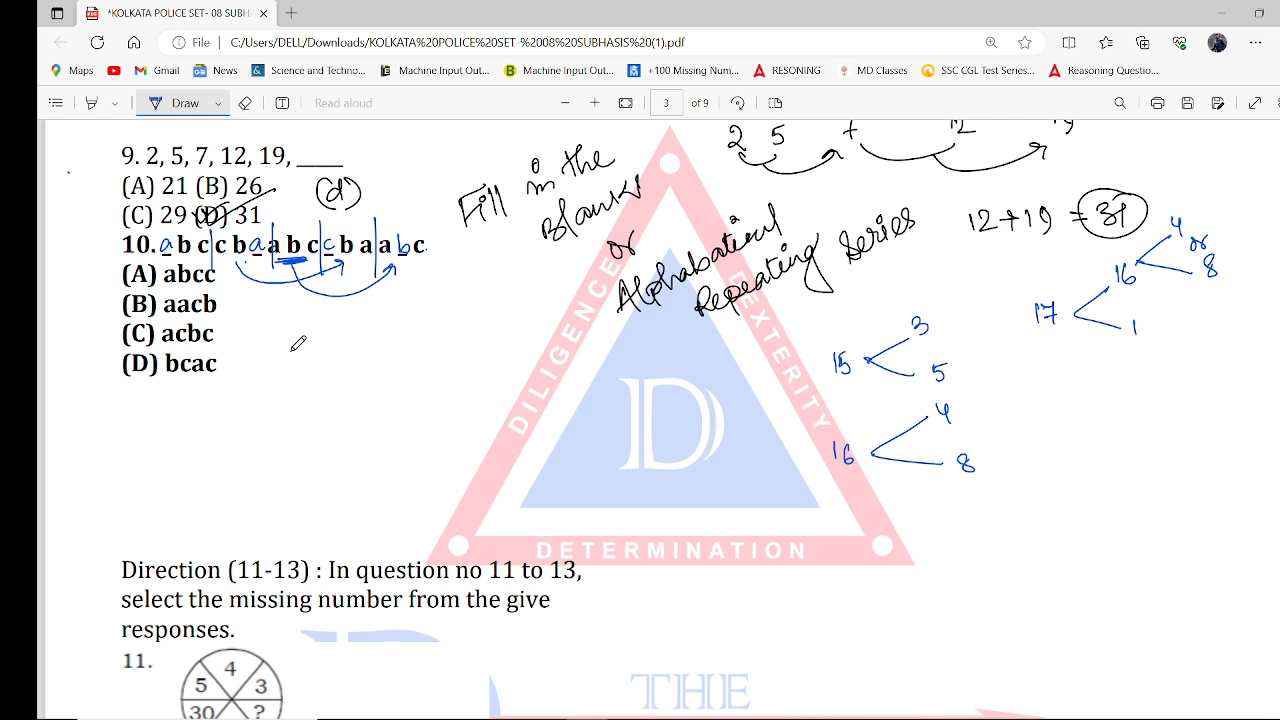 *KOLKATA POLICE SET- 08 SUBH
File C:/Users/DELL/Downloads/KOLKATA%20POLICE%20SET-%2008%20SUBHASIS%20(1).pdf
Maps Gmail News Science and Techno... Machine Input Out... Machine Input Out... +100 Missing Num... RESONING MD Classes SSC CGL Test Series... Reasoning Questio...
Draw Read aloud 3 of 9
2 5 7 12 19
9. 2, 5, 7, 12, 19, ____
(A) 21 (B) 26
(C) 29 (D) 31
(d)
Fill in the
Blanks
or
Alphabatical
Repeating Series
12+19 = 31
10. a b c c b a a b c c b a a b c
(A) abcc
(B) aacb
(C) acbc
(D) bcac
15 3
5
16 4
8
17 16 4 or 8
1
DILIGENCE
DEXTERITY
D
DETERMINATION
Direction (11-13) : In question no 11 to 13,
select the missing number from the give
responses.
11.
4
5 3
30 ?
THE